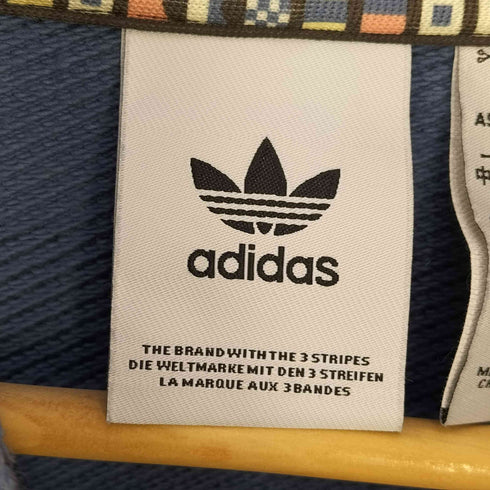 adidas
THE BRAND WITH THE 3 STRIPES
DIE WELTMARKE MIT DEN 3 STREIFEN
LA MARQUE AUX 3 BANDES